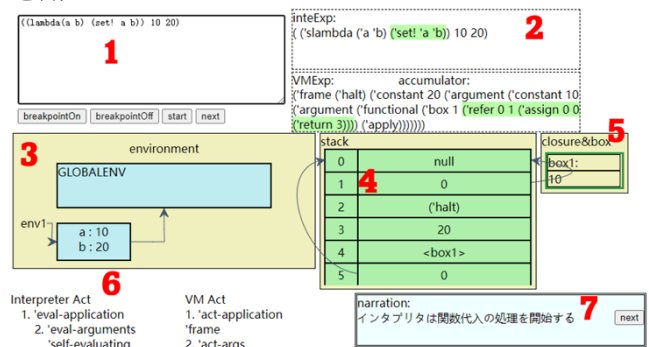 ((lambda(a b) (set! a b)) 10 20)
1
breakpointOn breakpointOff start next
inteExp:
( ('slambda ('a 'b) ('set! 'a 'b)) 10 20)
2
VMExp: accumulator:
('frame ('halt) ('constant 20 ('argument ('constant 10
('argument ('functional ('box 1 ('refer 0 1 ('assign 0 0
('return 3)))) ('apply)))))))
3
environment
GLOBALENV
env1
a : 10
b : 20
stack
4
0 null
1 0
2 ('halt)
3 20
4 <box1>
5 0
closure&box
5
box1:
10
6
Interpreter Act
1. 'eval-application
2. 'eval-arguments
'self-evaluating
VM Act
1. 'act-application
'frame
2. 'act-args
narration:
インタプリタは関数代入の処理を開始する
7
next